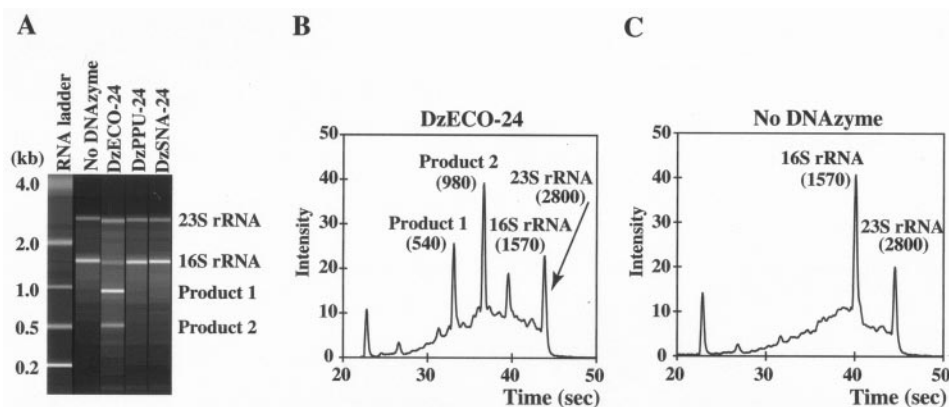 A
RNA ladder
No DNAzyme
DzECO-24
DzPPU-24
DzSNA-24
(kb)
4.0
2.0
1.0
0.5
0.2
23S rRNA
16S rRNA
Product 1
Product 2
B
DzECO-24
50
40
30
20
10
0
Intensity
Product 2
(980)
23S rRNA
(2800)
Product 1
(540)
16S rRNA
(1570)
20 30 40 50
Time (sec)
C
No DNAzyme
50
40
30
20
10
0
Intensity
16S rRNA
(1570)
23S rRNA
(2800)
20 30 40 50
Time (sec)